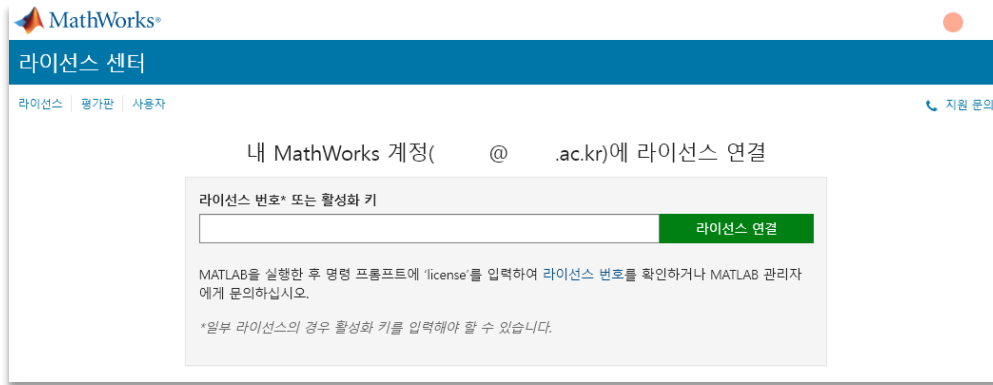 MathWorks®
라이선스 센터
라이선스 평가판 사용자
지원 문의
내 MathWorks 계정( @ .ac.kr)에 라이선스 연결
라이선스 번호* 또는 활성화 키
라이선스 연결
MATLAB을 실행한 후 명령 프롬프트에 'license'를 입력하여 라이선스 번호를 확인하거나 MATLAB 관리자
에게 문의하십시오.
*일부 라이선스의 경우 활성화 키를 입력해야 할 수 있습니다.